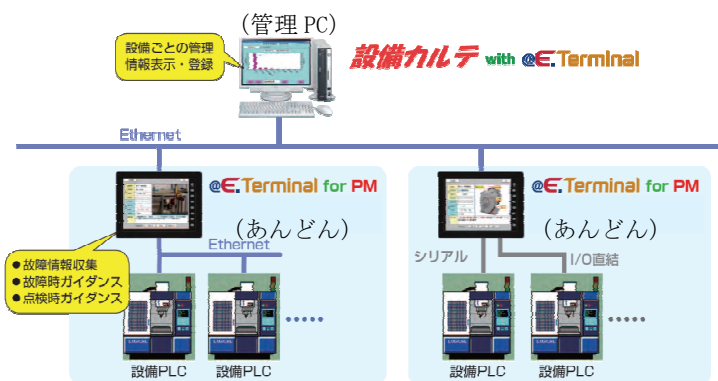 (管理 PC)
設備ごとの管理
情報表示・登録
設備カルテ with @E.Terminal
Ethernet
@E.Terminal for PM
@E.Terminal for PM
(あんどん)
(あんどん)
Ethernet
シリアル
I/O直結
●故障情報収集
●故障時ガイダンス
●点検時ガイダンス
.....
.....
設備PLC
設備PLC
設備PLC
設備PLC